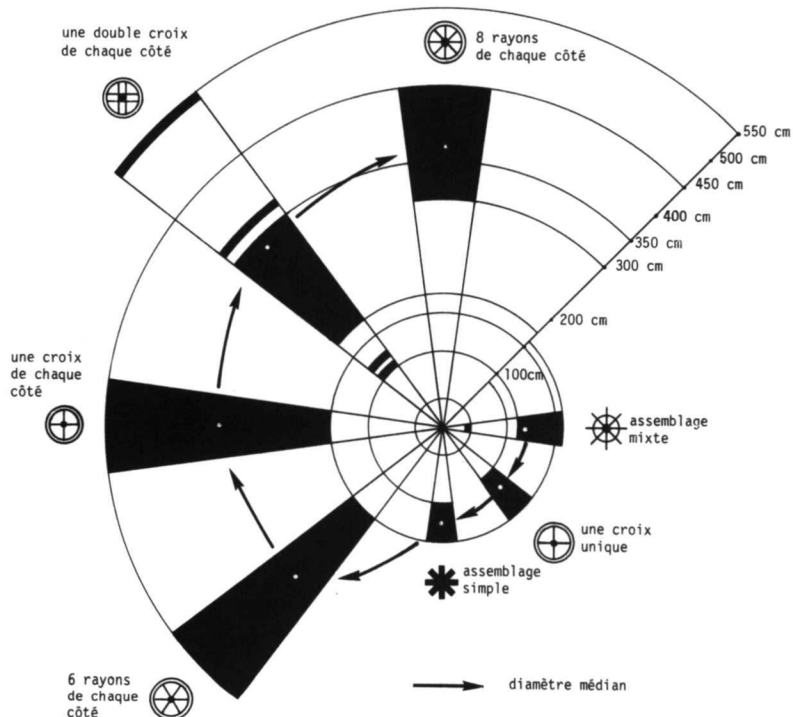 une double croix
de chaque côté
8 rayons
de chaque côté
550 cm
500 cm
450 cm
400 cm
350 cm
300 cm
200 cm
100cm
une croix
de chaque
côté
assemblage
mixte
une croix
unique
assemblage
simple
6 rayons
de chaque
côté
diamètre médian